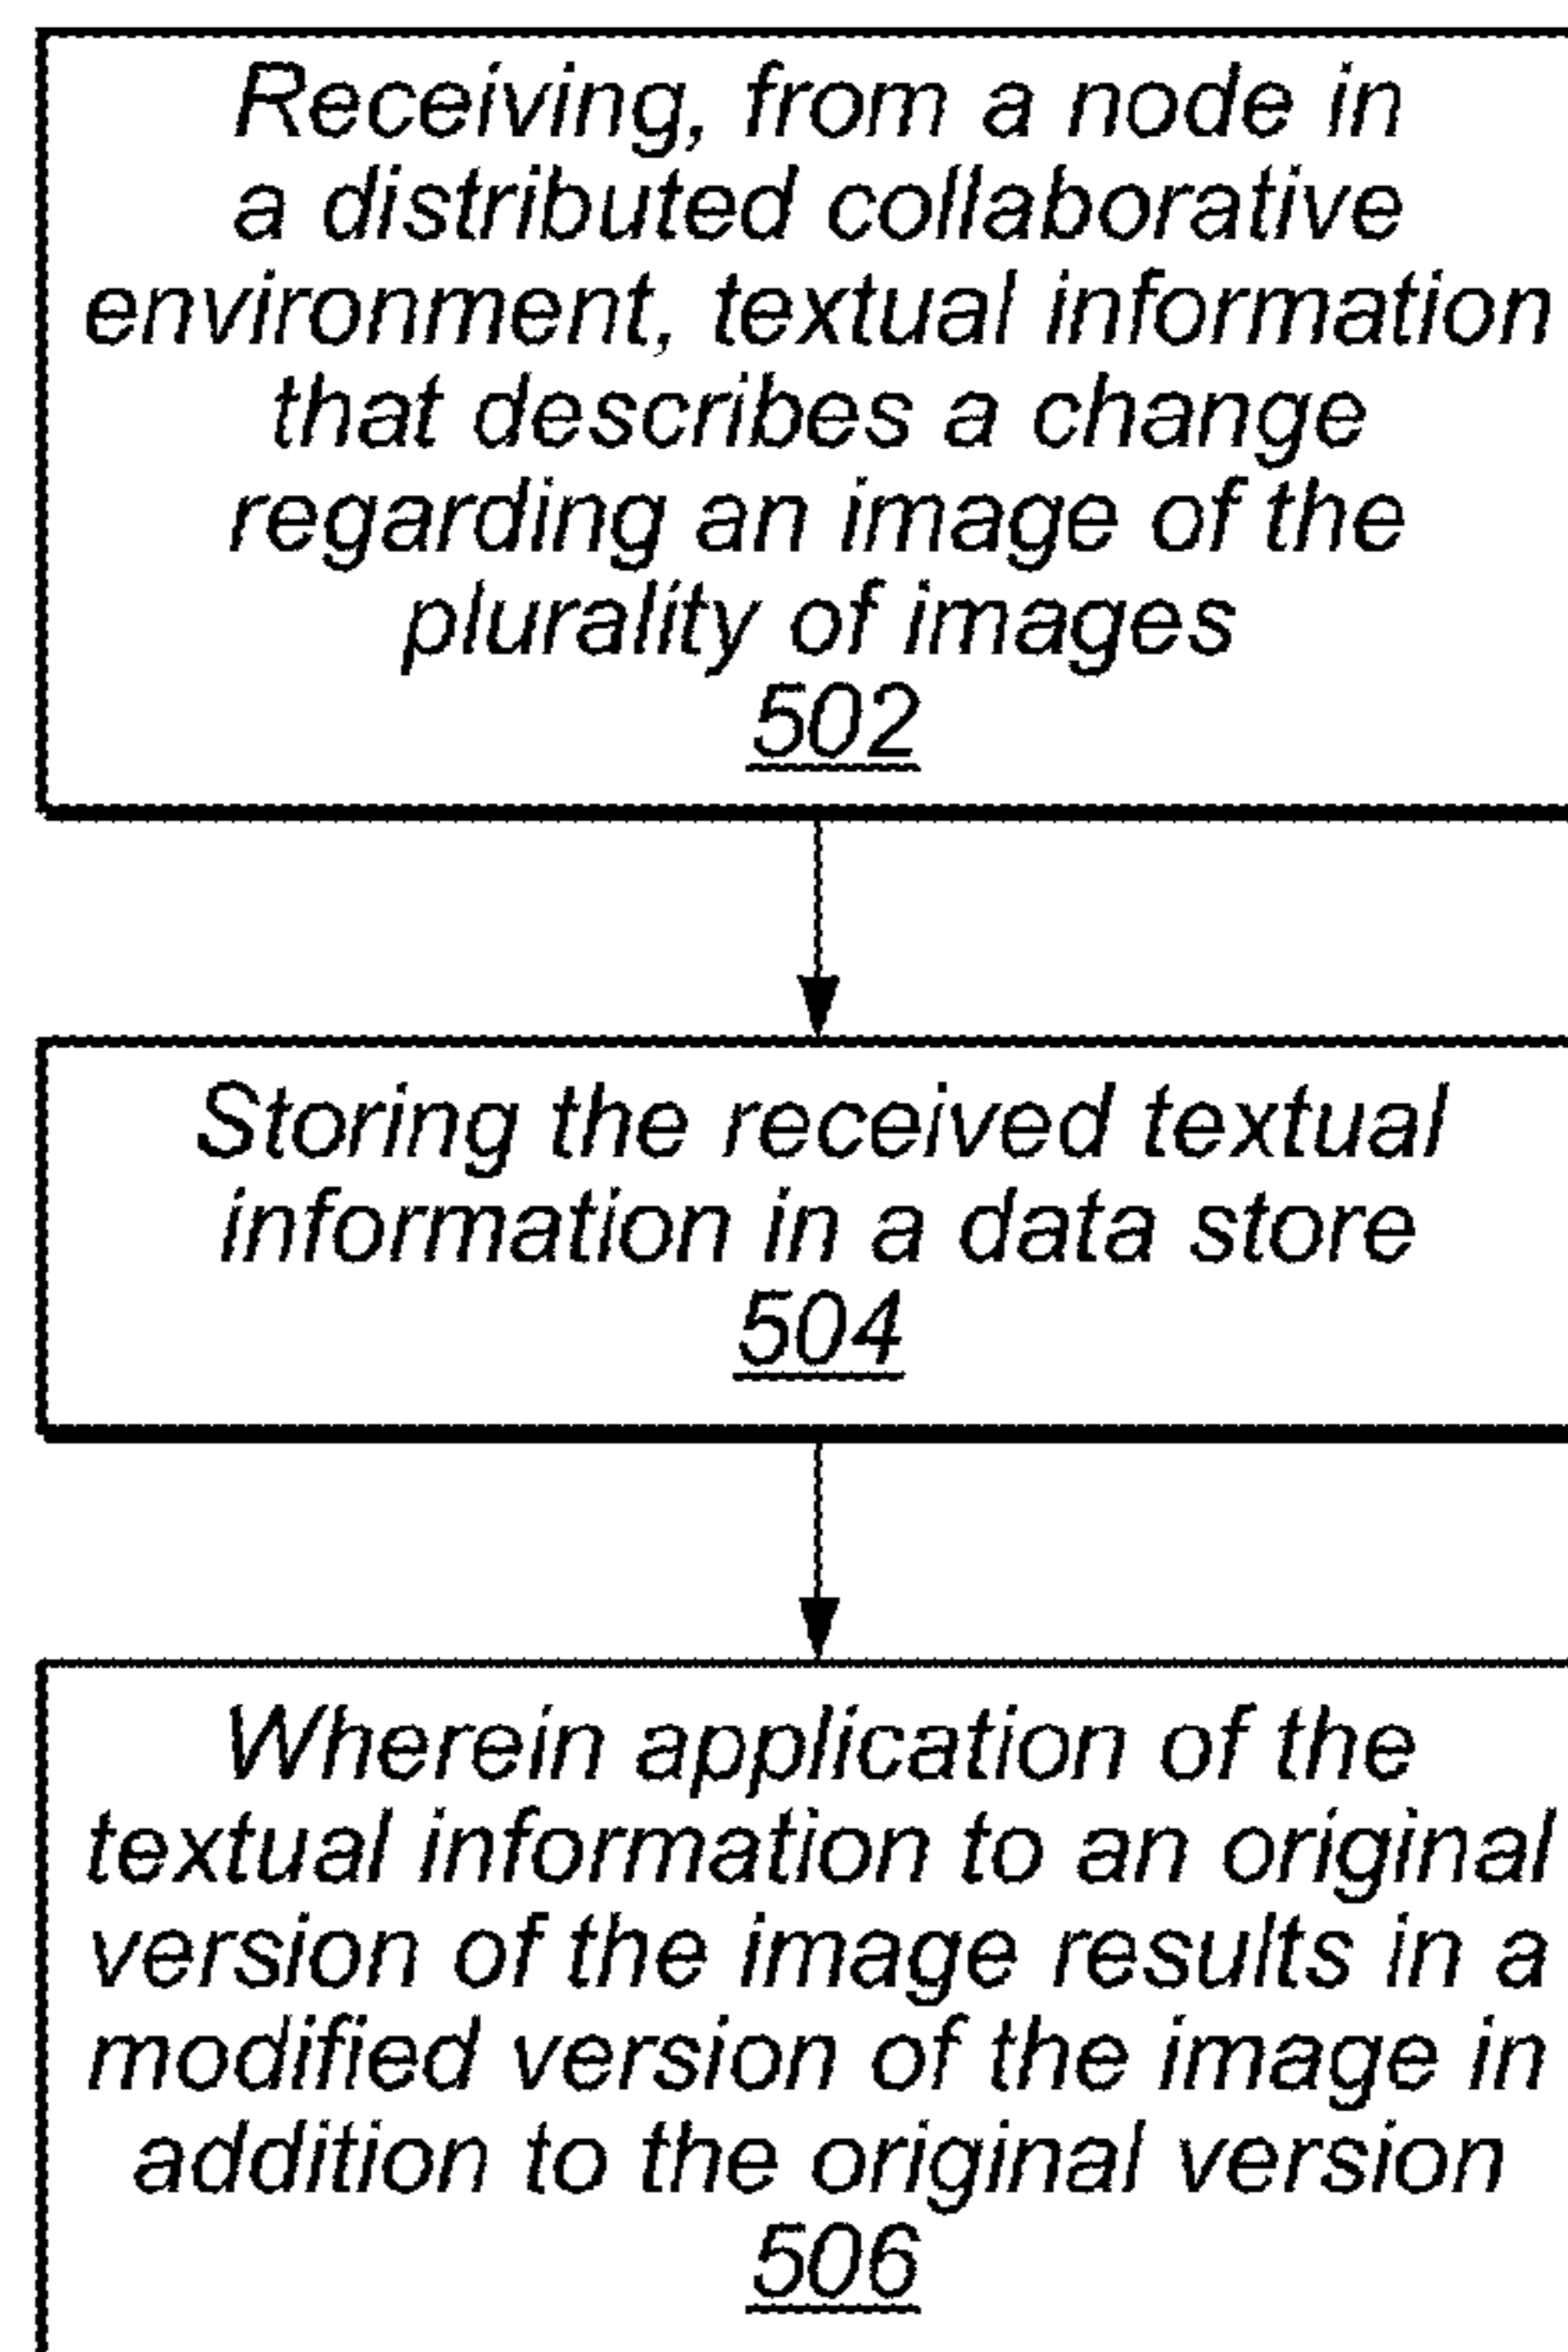 Receiving, from a node in
a distributed collaborative
environment, textual information
that describes a change
regarding an image of the
plurality of images
502
Storing the received textual
information in a data store
504
Wherein application of the
textual information to an original
version of the image results in a
modified version of the image in
addition to the original version
506